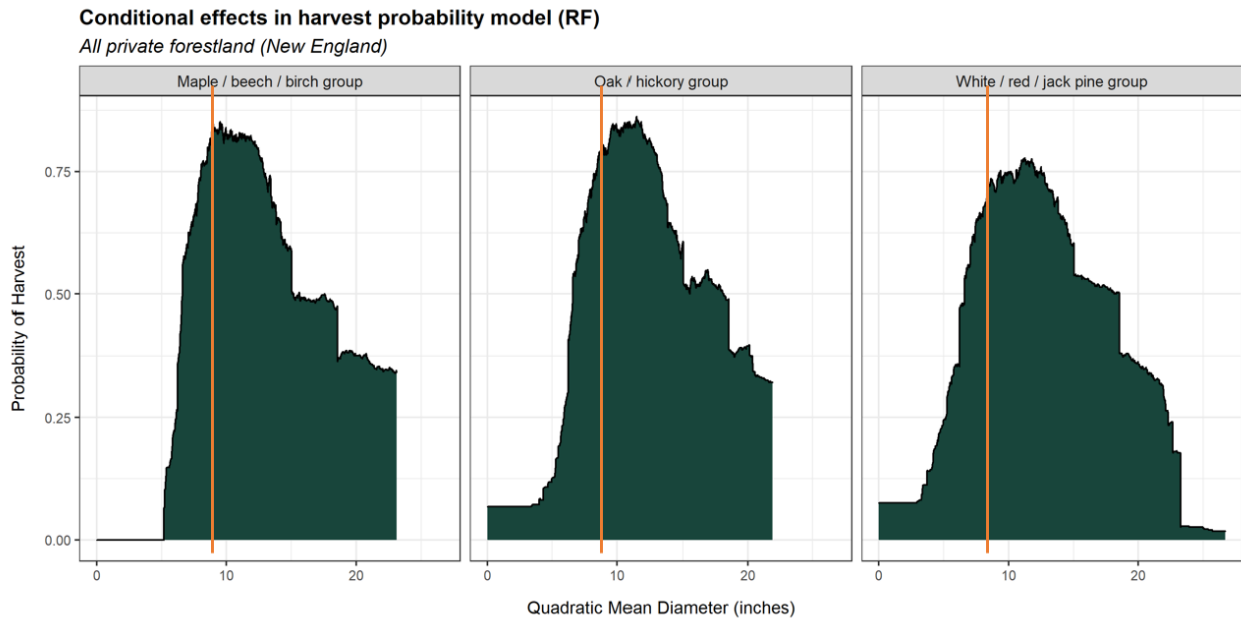 Conditional effects in harvest probability model (RF)
All private forestland (New England)
Maple / beech / birch group
Oak / hickory group
White / red / jack pine group
Probability of Harvest
0.75
0.50
0.25
0.00
0 10 20
0 10 20
0 10 20
Quadratic Mean Diameter (inches)